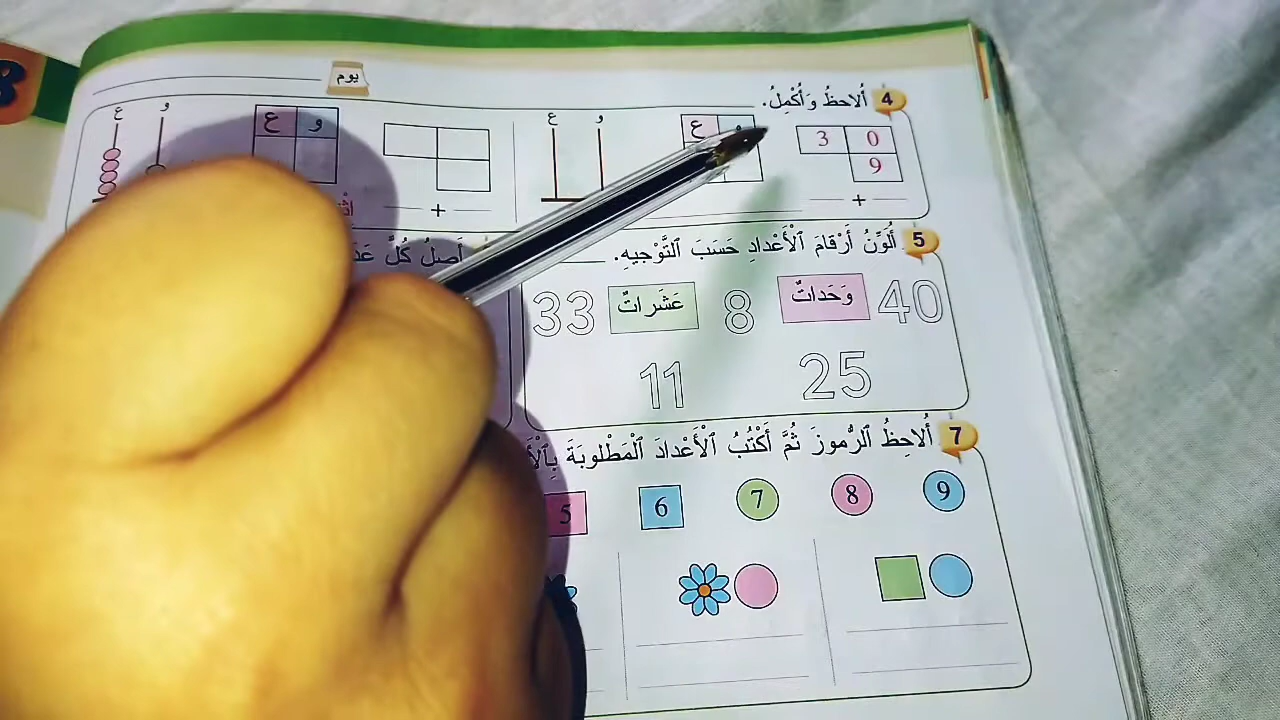 يوم
4 أُلاحظُ وَأُكْمِلُ.
3 0
9
+
و ع
و ع
و ع
+
5 أُلَوِّنُ أَرْقامَ ٱلْأَعْدادِ حَسَبَ ٱلتَّوْجيهِ.
أَصِلُ كُلَّ
40 وَحَداتٌ 8 عَشَراتٌ 33
25 11
7 أُلاحِظُ ٱلرُّموزَ ثُمَّ أَكْتُبُ ٱلْأَعْدادَ ٱلْمَطْلوبَةَ
9 8 7 6 5